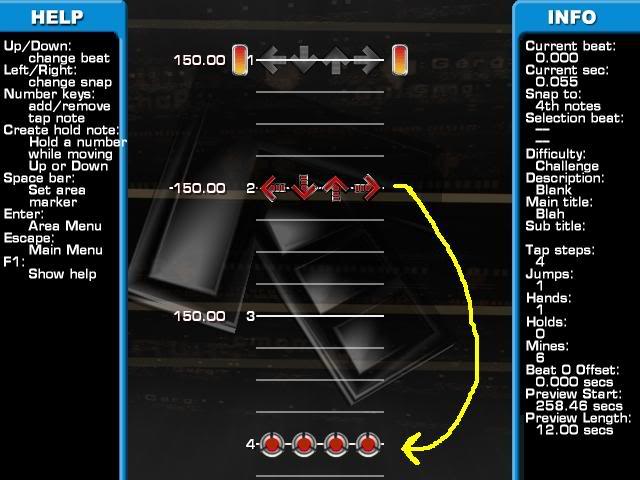 HELP
Up/Down:
change beat
Left/Right:
change snap
Number keys:
add/remove
tap note
Create hold note:
Hold a number
while moving
Up or Down
Space bar:
Set area
marker
Enter:
Area Menu
Escape:
Main Menu
F1:
Show help
150.00 1
-150.00 2
150.00 3
4
INFO
Current beat:
0.000
Current sec:
0.055
Snap to:
4th notes
Selection beat:
---
---
Difficulty:
Challenge
Description:
Blank
Main title:
Blah
Sub title:
Tap steps:
4
Jumps:
1
Hands:
1
Holds:
0
Mines:
6
Beat 0 Offset:
0.000 secs
Preview Start:
258.46 secs
Preview Length:
12.00 secs